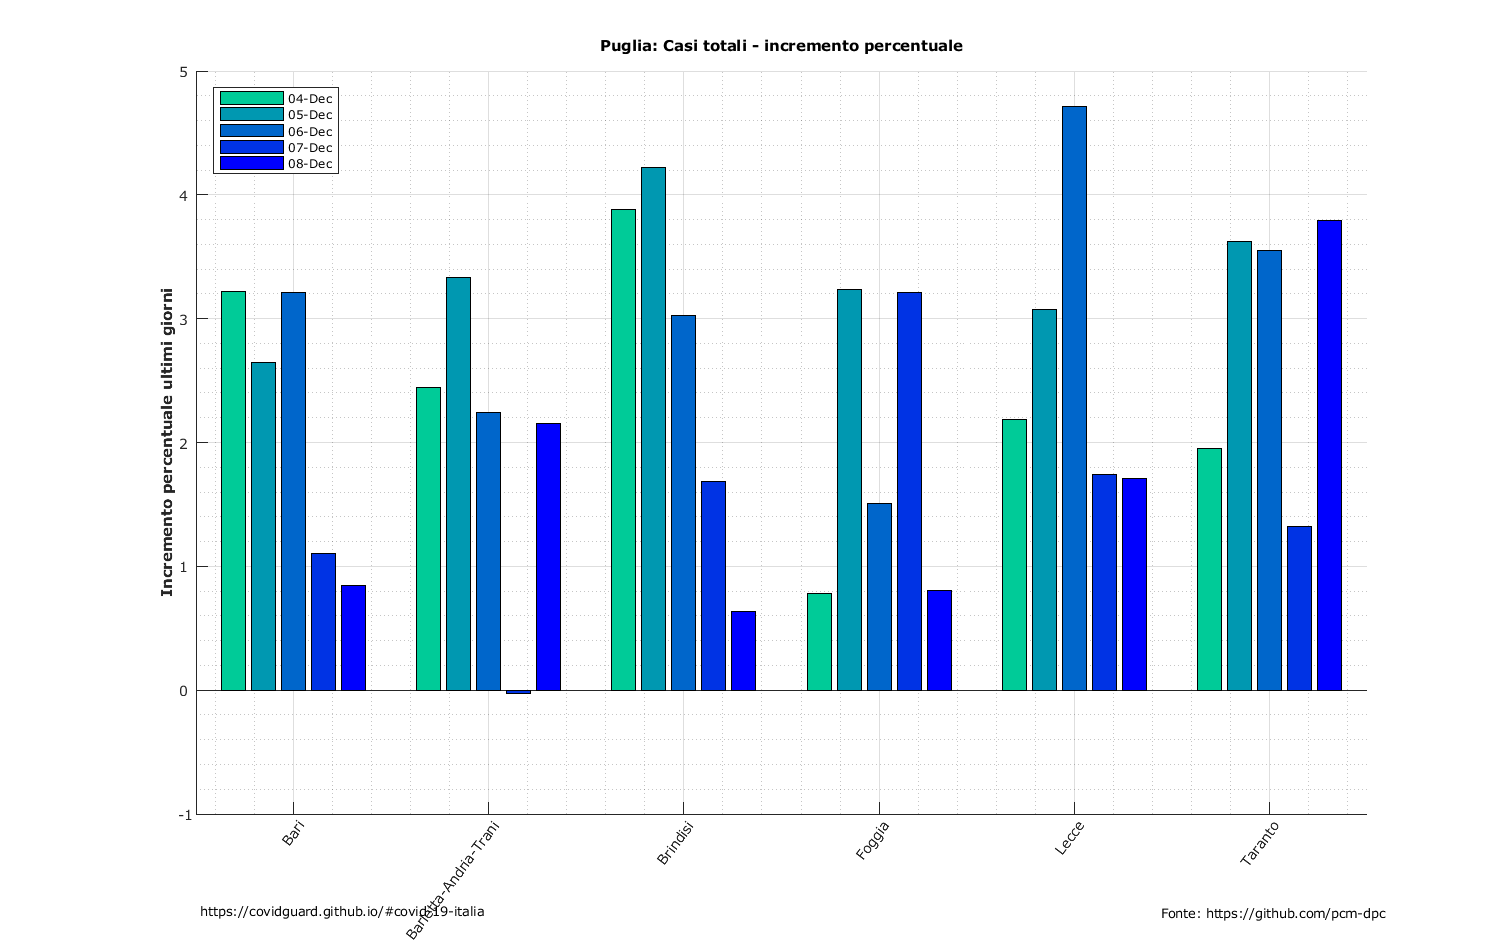 Puglia: Casi totali - incremento percentuale
5
04-Dec
05-Dec
06-Dec
07-Dec
08-Dec
4
3
2
1
0
-1
Incremento percentuale ultimi giorni
Bari
Barletta-Andria-Trani
Brindisi
Foggia
Lecce
Taranto
https://covidguard.github.io/#covid-19-italia
Fonte: https://github.com/pcm-dpc